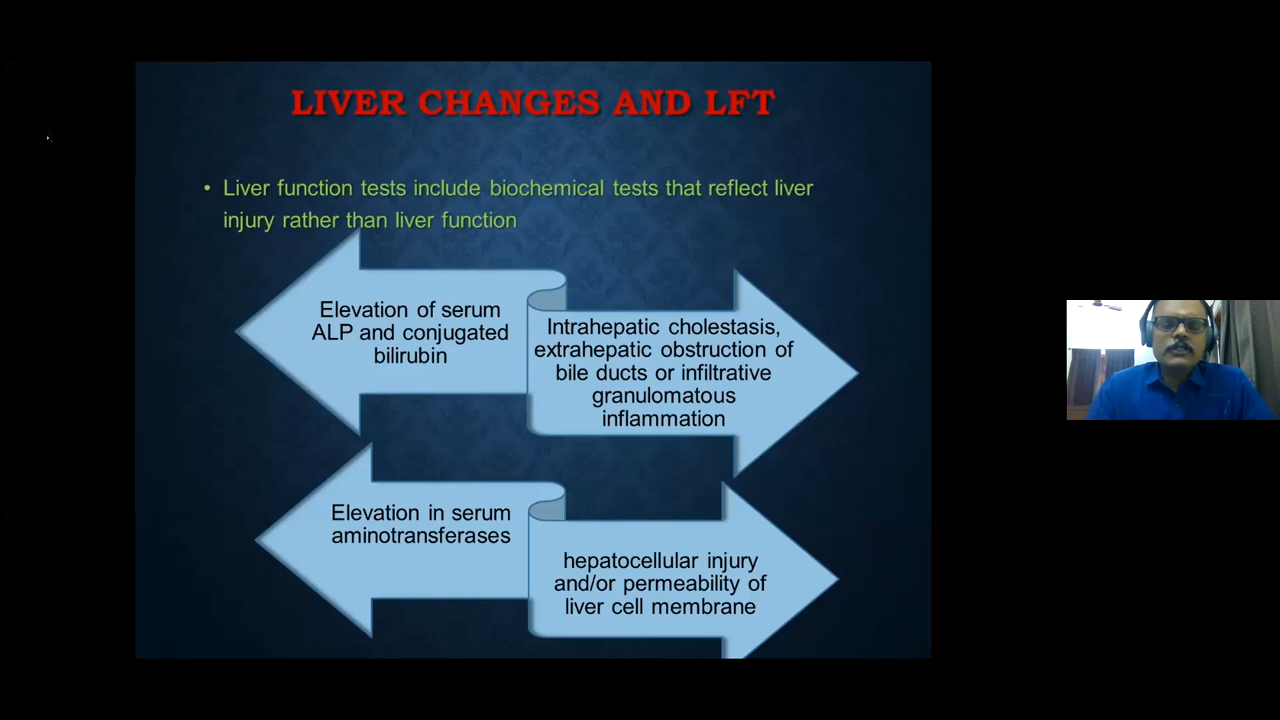 LIVER CHANGES AND LFT
• Liver function tests include biochemical tests that reflect liver
injury rather than liver function
Elevation of serum
ALP and conjugated
bilirubin
Intrahepatic cholestasis,
extrahepatic obstruction of
bile ducts or infiltrative
granulomatous
inflammation
Elevation in serum
aminotransferases
hepatocellular injury
and/or permeability of
liver cell membrane